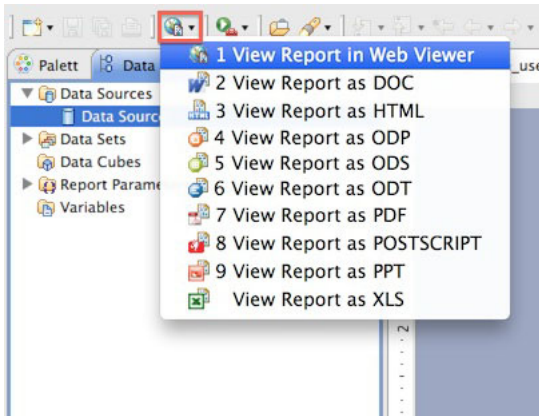 Palett
Data
_use
1 View Report in Web Viewer
2 View Report as DOC
3 View Report as HTML
4 View Report as ODP
5 View Report as ODS
6 View Report as ODT
7 View Report as PDF
8 View Report as POSTSCRIPT
9 View Report as PPT
View Report as XLS
Data Sources
Data Sourc
Data Sets
Data Cubes
Report Parame
Variables
2